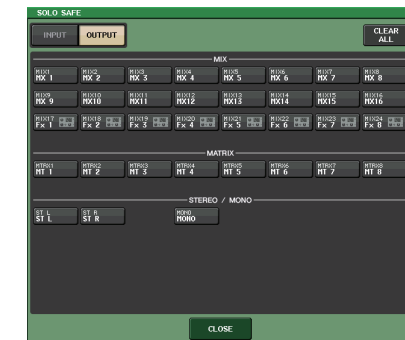 SOLO SAFE
INPUT OUTPUT CLEAR ALL
MIX
MIX1 MIX2 MIX3 MIX4 MIX5 MIX6 MIX7 MIX8
MX 1 MX 2 MX 3 MX 4 MX 5 MX 6 MX 7 MX 8
MIX9 MIX10 MIX11 MIX12 MIX13 MIX14 MIX15 MIX16
MX 9 MX10 MX11 MX12 MX13 MX14 MX15 MX16
MIX17 MIX18 MIX19 MIX20 MIX21 MIX22 MIX23 MIX24
Fx 1 Fx 2 Fx 3 Fx 4 Fx 5 Fx 6 Fx 7 Fx 8
MATRIX
MTRX1 MTRX2 MTRX3 MTRX4 MTRX5 MTRX6 MTRX7 MTRX8
MT 1 MT 2 MT 3 MT 4 MT 5 MT 6 MT 7 MT 8
STEREO / MONO
ST L ST R MONO
ST L ST R MONO
CLOSE